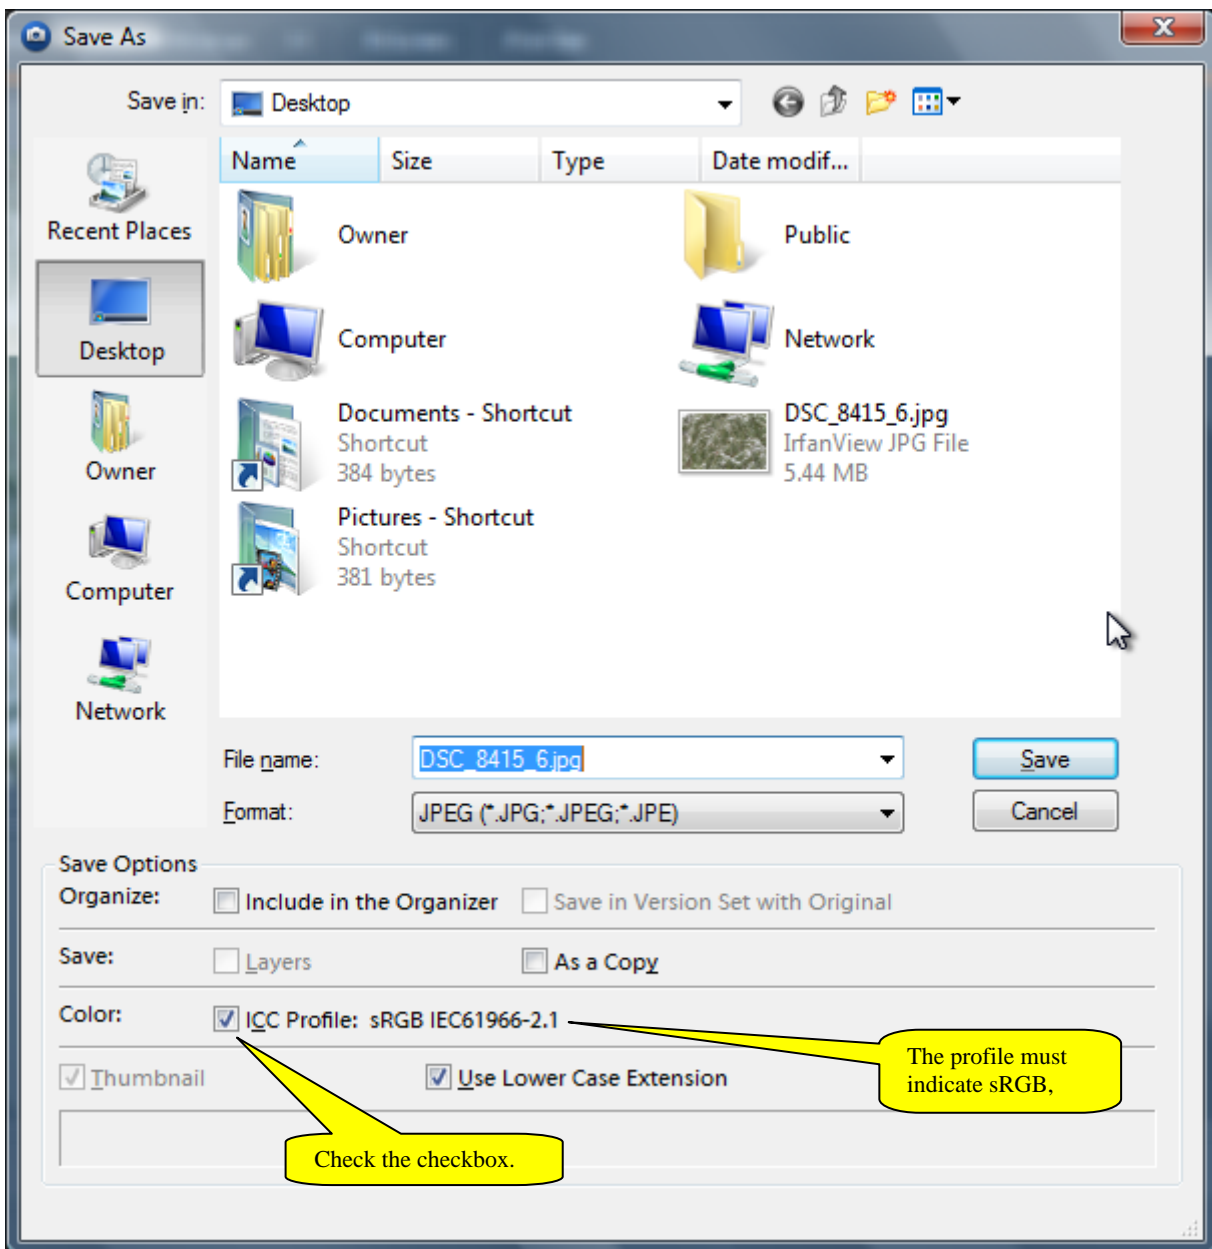 Save As
Save in: Desktop
Name Size Type Date modif...
Recent Places
Desktop
Owner
Computer
Network
Owner Public
Computer Network
Documents - Shortcut
Shortcut
384 bytes
DSC_8415_6.jpg
IrfanView JPG File
5.44 MB
Pictures - Shortcut
Shortcut
381 bytes
File name: DSC_8415_6.jpg Save
Format: JPEG (*.JPG;*.JPEG;*.JPE) Cancel
Save Options
Organize: Include in the Organizer Save in Version Set with Original
Save: Layers As a Copy
Color: ICC Profile: sRGB IEC61966-2.1
The profile must
indicate sRGB,
Thumbnail Use Lower Case Extension
Check the checkbox.